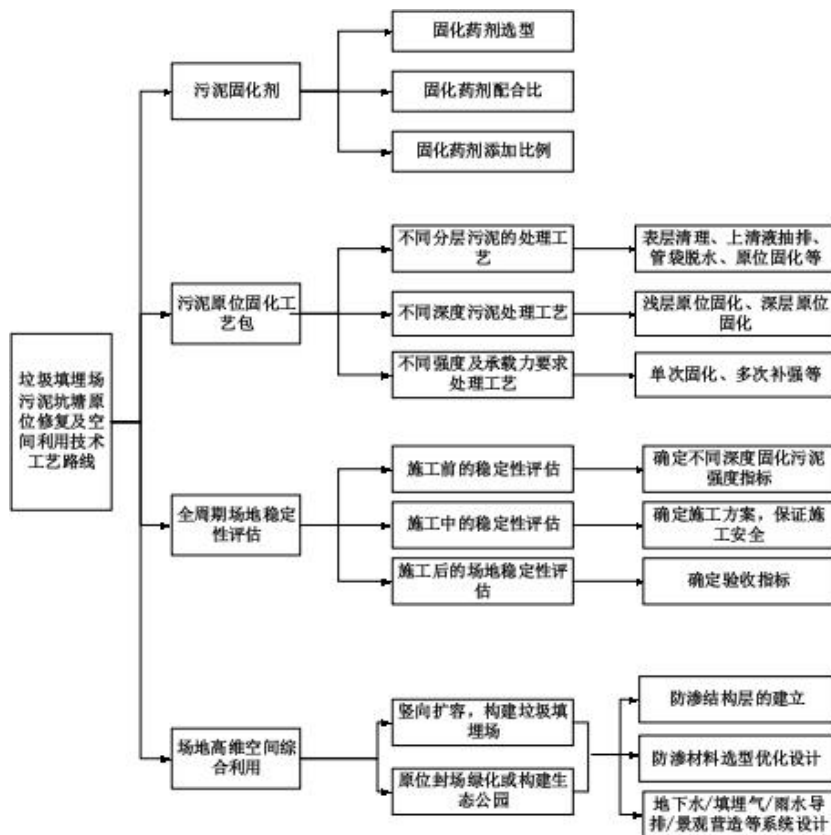 垃圾填埋场
污泥坑塘原
位修复及空
间利用技术
工艺路线
污泥固化剂
固化药剂选型
固化药剂配合比
固化药剂添加比例
污泥原位固化工
艺包
不同分层污泥的处理工
艺
表层清理、上清液抽排、
管袋脱水、原位固化等
不同深度污泥处理工艺
浅层原位固化、深层原位
固化
不同强度及承载力要求
处理工艺
单次固化、多次补强等
全周期场地稳定
性评估
施工前的稳定性评估
确定不同深度固化污泥
强度指标
施工中的稳定性评估
确定施工方案，保证施
工安全
施工后的场地稳定性评
估
确定验收指标
场地高维空间综
合利用
竖向扩容，构建垃圾填
埋场
原位封场绿化或构建生
态公园
防渗结构层的建立
防渗材料选型优化设计
地下水/填埋气/雨水导
排/景观营造等系统设计